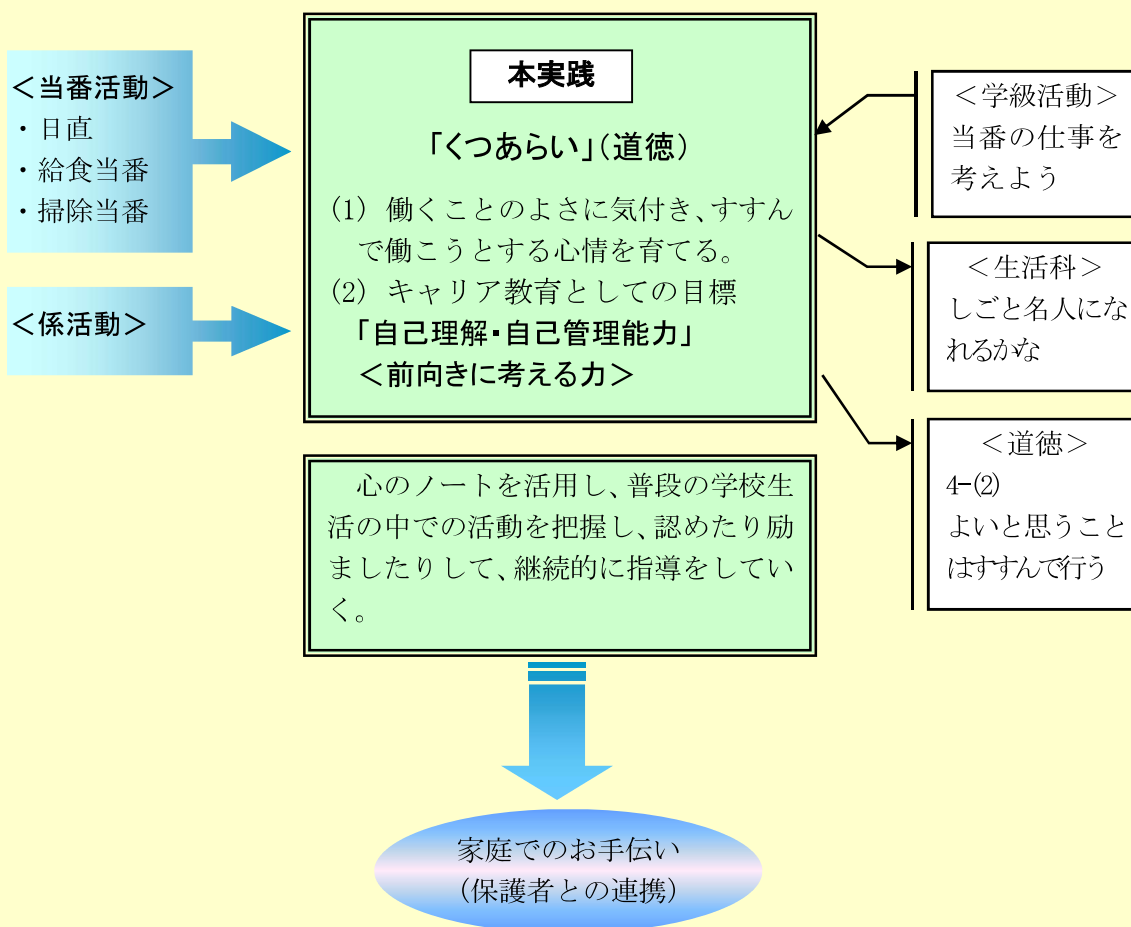 ＜当番活動＞
・日直
・給食当番
・掃除当番
＜係活動＞
本実践
「くつあらい」（道徳）
(1) 働くことのよさに気付き、すすん
で働こうとする心情を育てる。
(2) キャリア教育としての目標
「自己理解・自己管理能力」
＜前向きに考える力＞
心のノートを活用し、普段の学校生
活の中での活動を把握し、認めたり励
ましたりして、継続的に指導をしてい
く。
＜学級活動＞
当番の仕事を
考えよう
＜生活科＞
しごと名人にな
れるかな
＜道徳＞
4-(2)
よいと思うこと
はすすんで行う
家庭でのお手伝い
（保護者との連携）